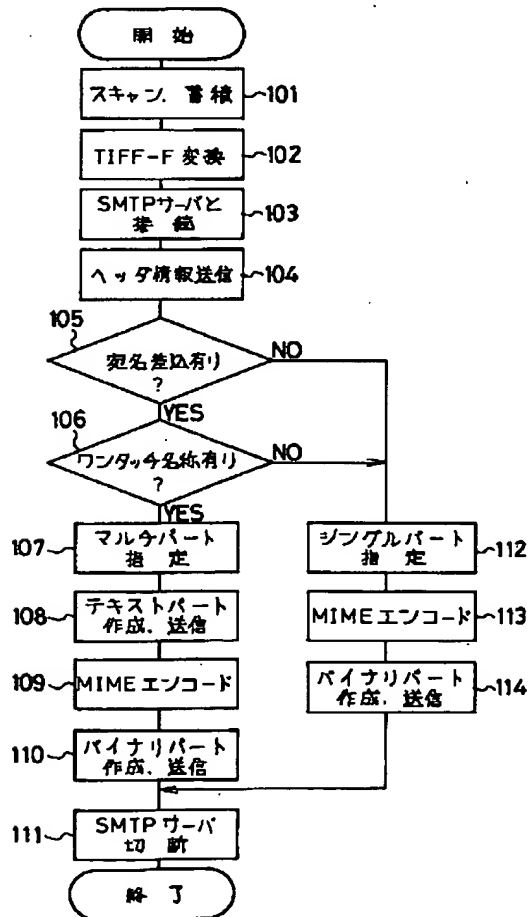 開始
スキャン、蓄積
101
TIFF-F変換
102
SMTPサーバと
接続
103
ヘッダ情報送信
104
105
宛名差込有り
?
NO
YES
106
ワンタッチ名称有り
?
NO
YES
107
マルチパート
指定
108
テキストパート
作成、送信
109
MIMEエンコード
110
バイナリパート
作成、送信
111
SMTPサーバ
切断
終了
シングルパート
指定
112
MIMEエンコード
113
バイナリパート
作成、送信
114